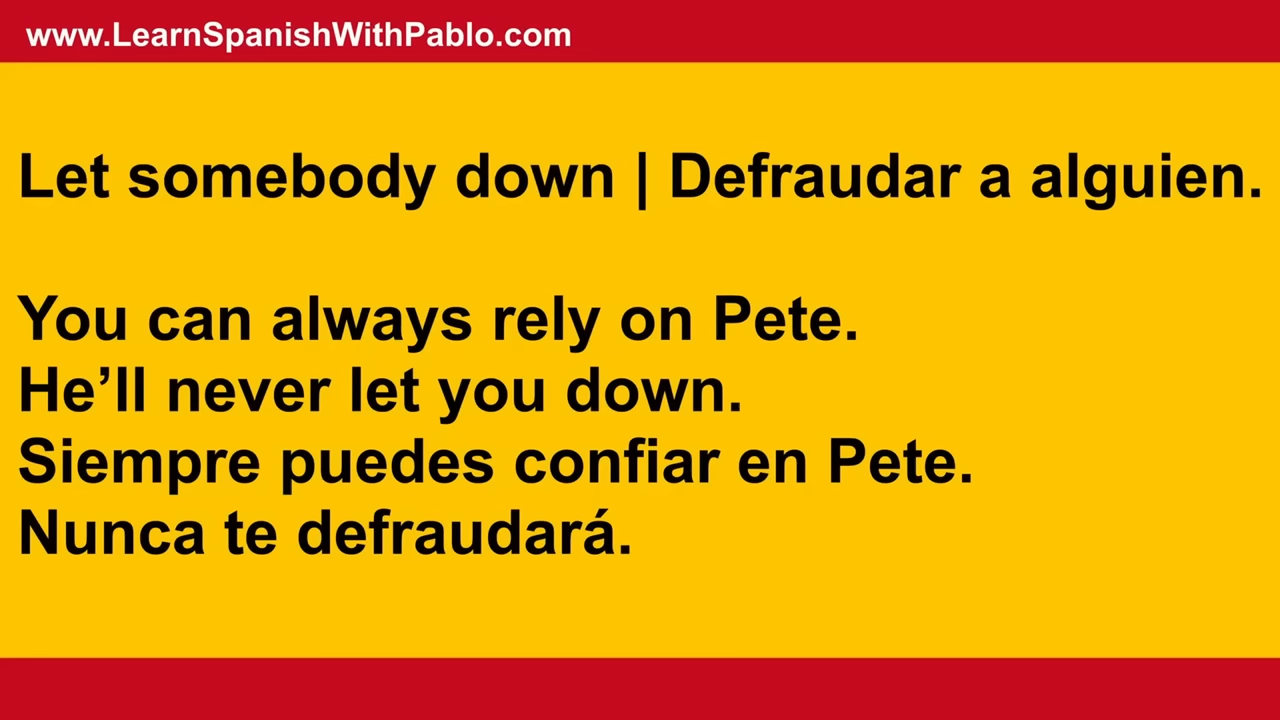 www.LearnSpanishWithPablo.com
Let somebody down | Defraudar a alguien.
You can always rely on Pete.
He’ll never let you down.
Siempre puedes confiar en Pete.
Nunca te defraudará.